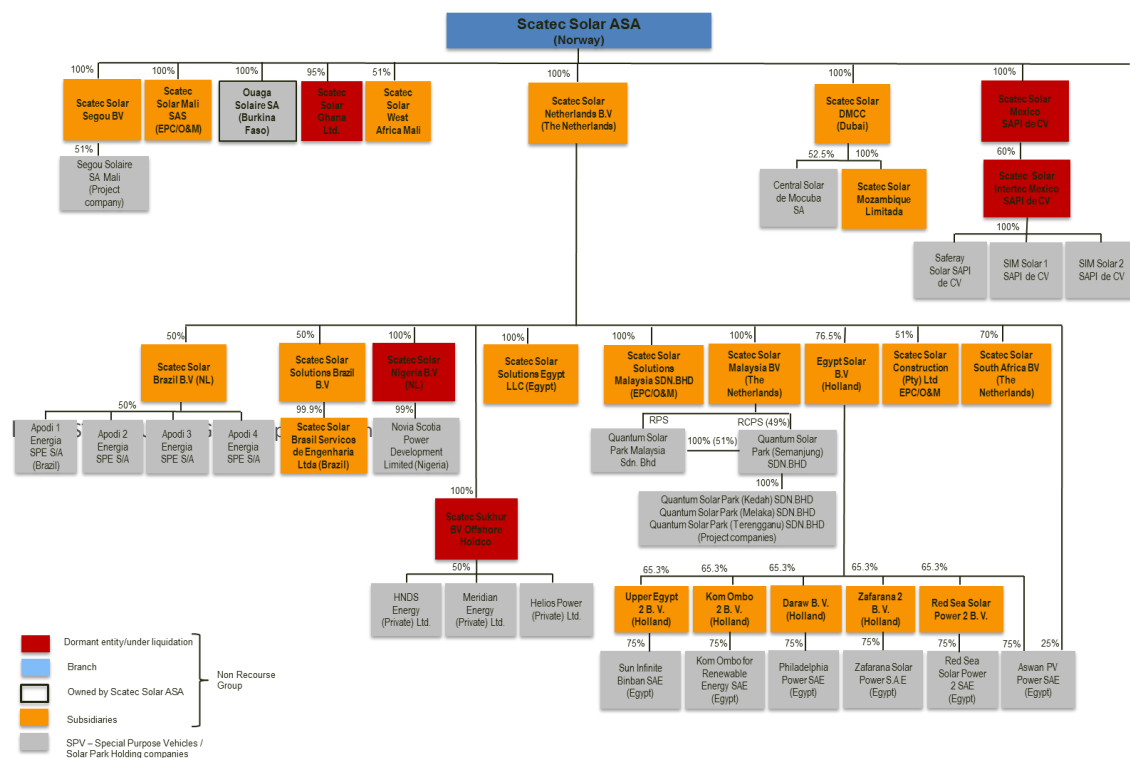 Scatec Solar ASA
(Norway)
100%
100%
100%
95%
51%
100%
100%
100%
Scatec Solar
Segou BV
Scatec
Solar Mali
SAS
(EPC/O&M)
Ouaga
Solaire SA
(Burkina
Faso)
Scatec
Solar
Ghana
Ltd.
Scatec
Solar
West
Africa Mali
Scatec Solar
Netherlands B.V
(The Netherlands)
Scatec Solar
DMCC
(Dubai)
Scatec Solar
Mexico
SAPI de CV
51%
Segou Solaire
SA Mali
(Project
company)
52.5%
100%
Central Solar
de Mocuba
SA
Scatec Solar
Mozambique
Limitada
60%
Scatec Solar
Intertec Mexico
SAPI de CV
100%
Saferay
Solar SAPI
de CV
SIM Solar 1
SAPI de CV
SIM Solar 2
SAPI de CV
50%
50%
100%
100%
100%
100%
76.5%
51%
70%
Scatec Solar
Brazil B.V (NL)
Scatec Solar
Solutions Brazil
B.V
Scatec Solar
Nigeria B.V
(NL)
Scatec Solar
Solutions Egypt
LLC (Egypt)
Scatec Solar
Solutions
Malaysia SDN.BHD
(EPC/O&M)
Scatec Solar
Malaysia BV
(The
Netherlands)
Egypt Solar
B.V
(Holland)
Scatec Solar
Construction
(Pty) Ltd
EPC/O&M
Scatec Solar
South Africa BV
(The
Netherlands)
50%
Apodi 1
Energia
SPE S/A
(Brazil)
Apodi 2
Energia
SPE S/A
Apodi 3
Energia
SPE S/A
Apodi 4
Energia
SPE S/A
99.9%
Scatec Solar
Brasil Servicos
de Engenharia
Ltda (Brazil)
99%
Novia Scotia
Power
Development
Limited (Nigeria)
RPS
RCPS (49%)
Quantum Solar
Park Malaysia
Sdn. Bhd
100% (51%)
Quantum Solar
Park (Semanjung)
SDN.BHD
100%
Quantum Solar Park (Kedah) SDN.BHD
Quantum Solar Park (Melaka) SDN.BHD
Quantum Solar Park (Terengganu) SDN.BHD
(Project companies)
100%
Scatec Sukhur
BV Offshore
Holdco
50%
HNDS
Energy
(Private) Ltd.
Meridian
Energy
(Private) Ltd.
Helios Power
(Private) Ltd.
65.3%
65.3%
65.3%
65.3%
65.3%
Upper Egypt
2 B. V.
(Holland)
Kom Ombo
2 B. V.
(Holland)
Daraw B. V.
(Holland)
Zafarana 2
B. V.
(Holland)
Red Sea Solar
Power 2 B. V.
75%
75%
75%
75%
75%
75%
25%
Sun Infinite
Binban SAE
(Egypt)
Kom Ombo for
Renewable
Energy SAE
(Egypt)
Philadelphia
Power SAE
(Egypt)
Zafarana Solar
Power S.A.E
(Egypt)
Red Sea
Solar Power
2 SAE
(Egypt)
Aswan PV
Power SAE
(Egypt)
Dormant entity/under liquidation
Branch
Owned by Scatec Solar ASA
Subsidiaries
SPV – Special Purpose Vehicles /
Solar Park Holding companies
Non Recourse
Group